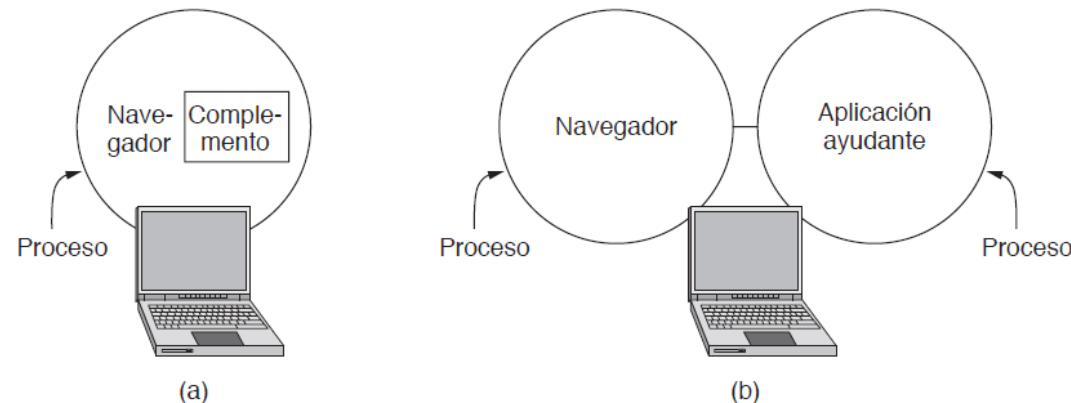 Nave-
gador
Comple-
mento
Proceso
(a)
Navegador
Aplicación
ayudante
Proceso
Proceso
(b)